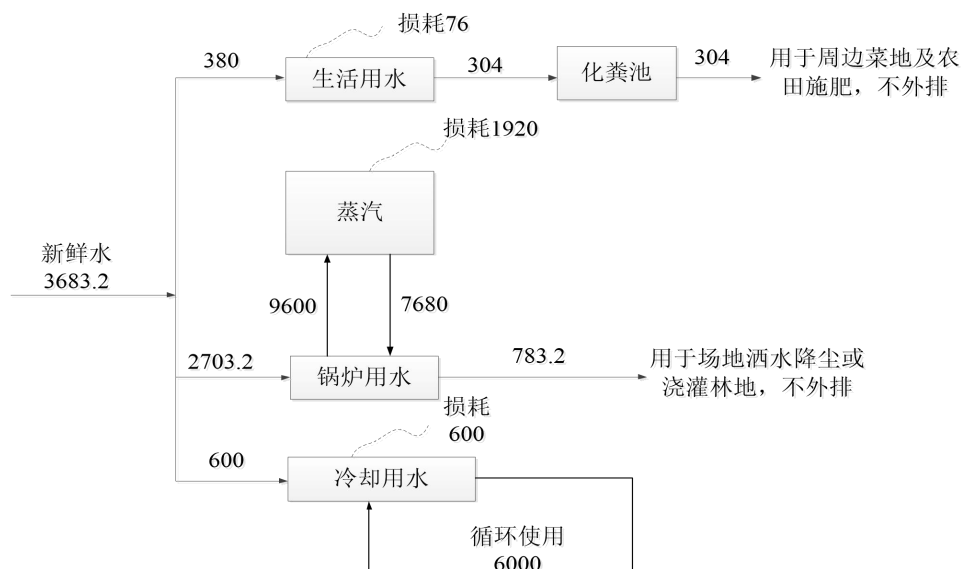 损耗76
380
生活用水
304
化粪池
304
用于周边菜地及农
田施肥，不外排
损耗1920
蒸汽
新鲜水
3683.2
9600
7680
2703.2
锅炉用水
783.2
用于场地洒水降尘或
浇灌林地，不外排
损耗
600
600
冷却用水
循环使用
6000